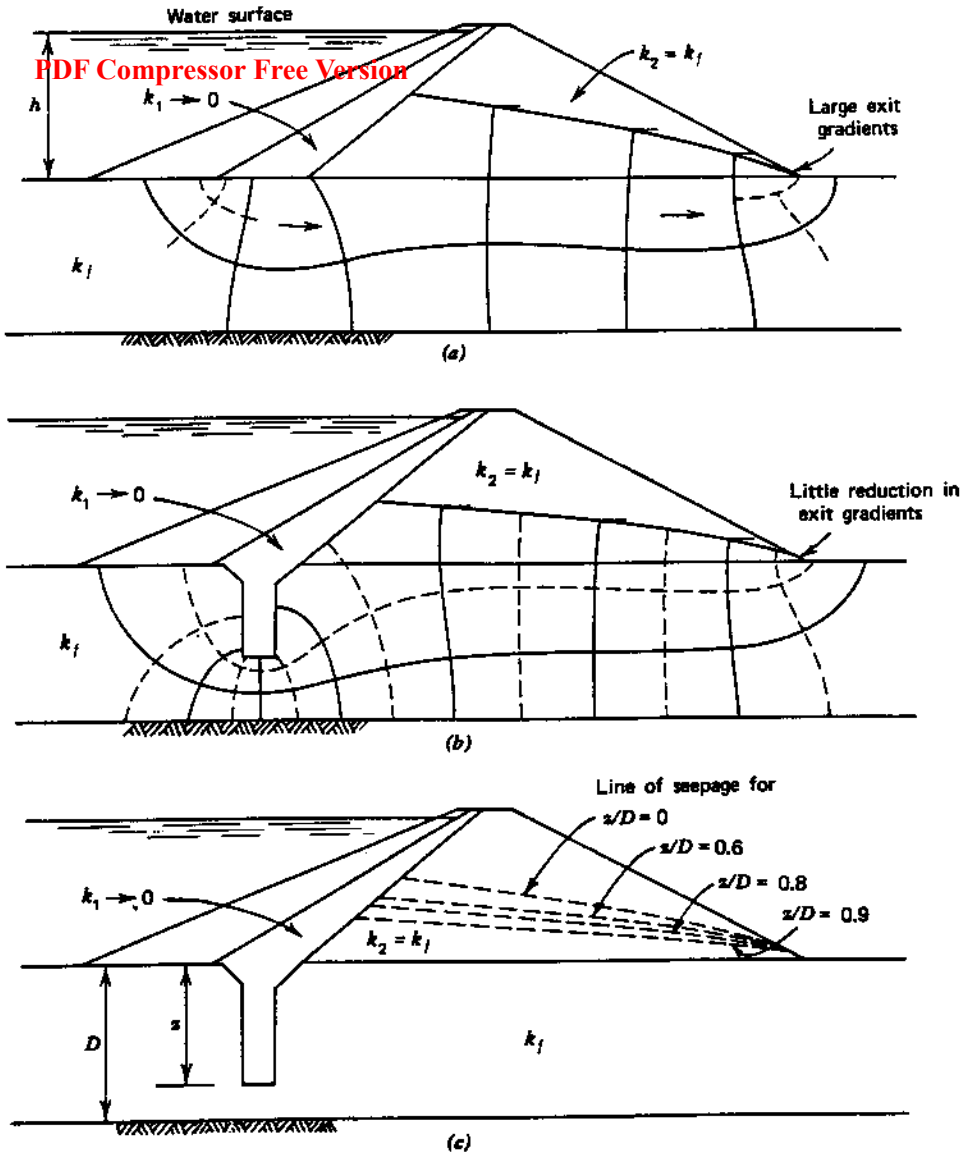 Water surface
PDF Compressor Free Version
h
k₁ → 0
k₂ = k_f
Large exit
gradients
k_f
(a)
k₁ → 0
k₂ = k_f
Little reduction in
exit gradients
k_f
(b)
Line of seepage for
z/D = 0
z/D = 0.6
z/D = 0.8
z/D = 0.9
k₁ → 0
k₂ = k_f
D
z
k_f
(c)